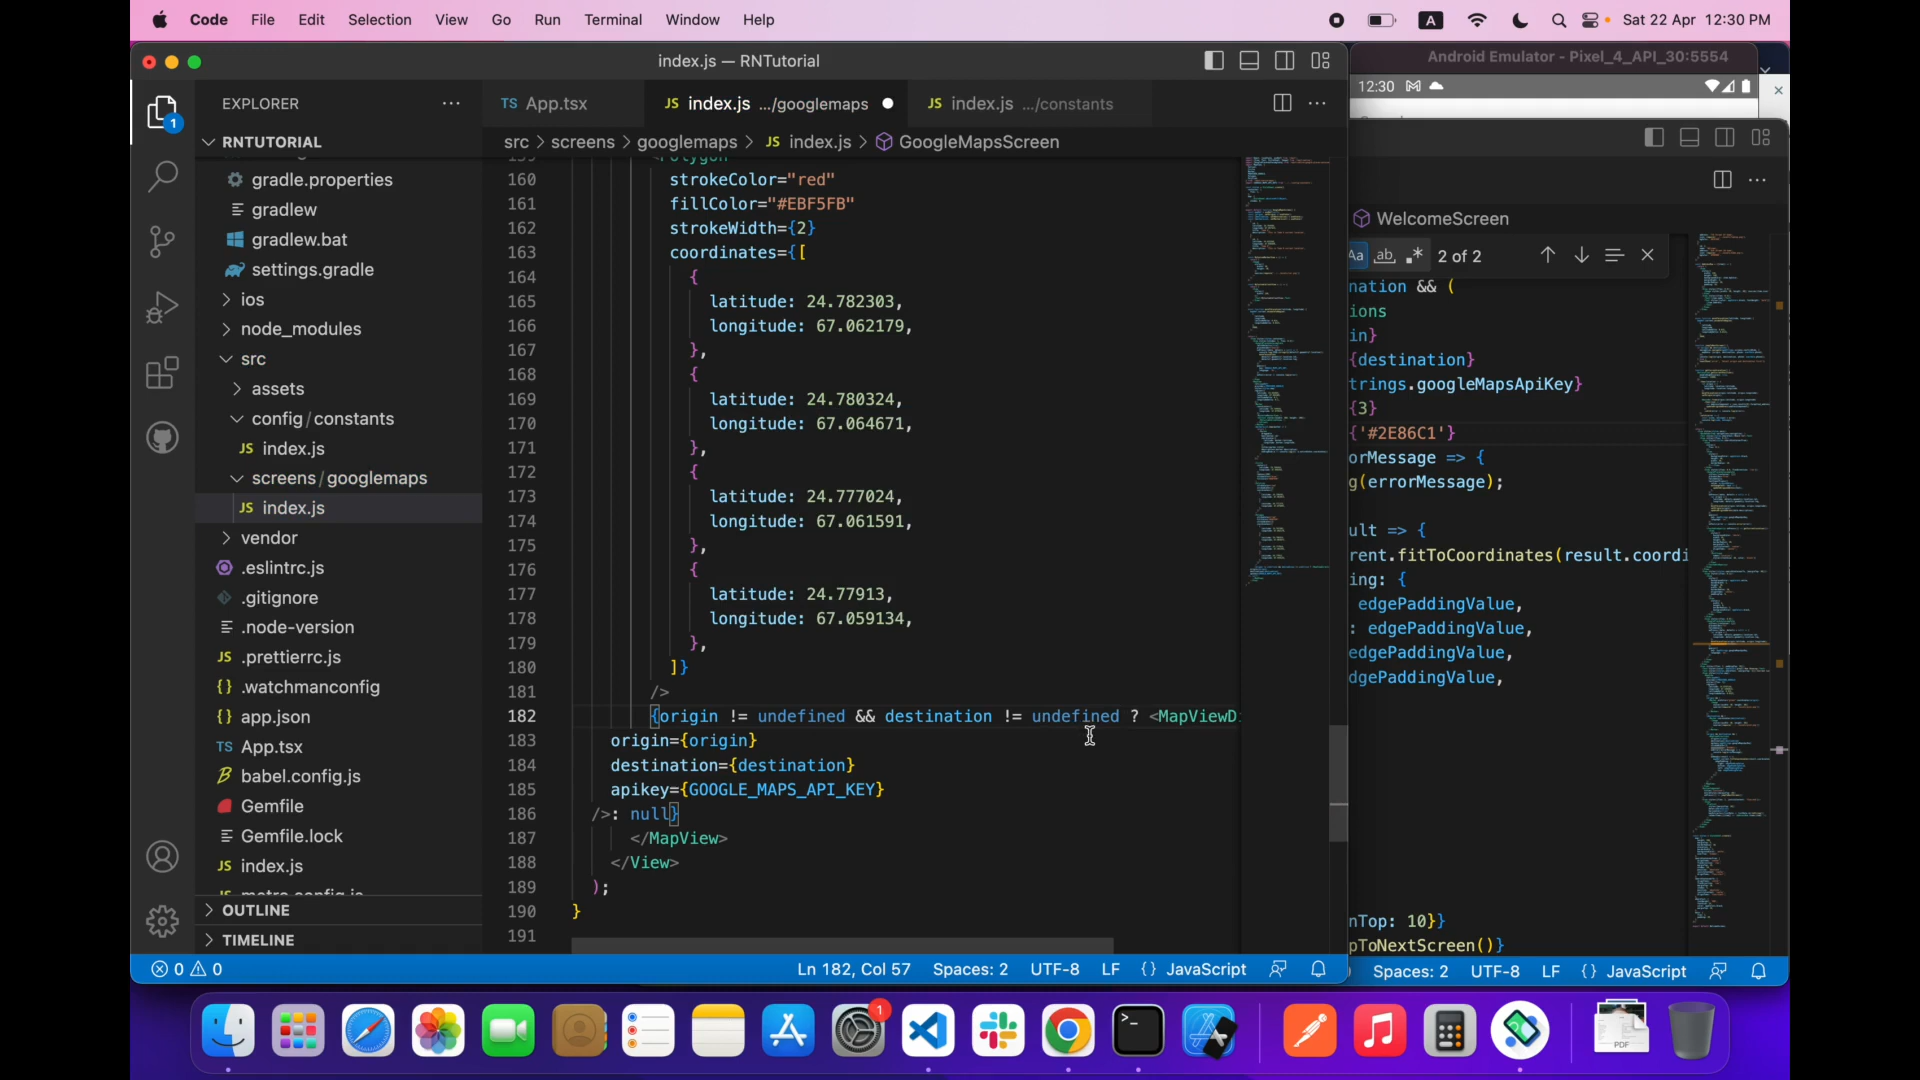 Code File Edit Selection View Go Run Terminal Window Help
A Sat 22 Apr 12:30 PM
index.js — RNTutorial
EXPLORER ···
TS App.tsx
JS index.js .../googlemaps
JS index.js .../constants
src > screens > googlemaps > JS index.js > GoogleMapsScreen
1
RNTUTORIAL
gradle.properties
gradlew
gradlew.bat
settings.gradle
ios
node_modules
src
assets
config / constants
JS index.js
screens / googlemaps
JS index.js
vendor
.eslintrc.js
.gitignore
.node-version
JS .prettierrc.js
{} .watchmanconfig
{} app.json
TS App.tsx
babel.config.js
Gemfile
Gemfile.lock
JS index.js
JS metro.config.js
OUTLINE
TIMELINE
159 <Polygon
160 strokeColor="red"
161 fillColor="#EBF5FB"
162 strokeWidth={2}
163 coordinates={[
164 {
165 latitude: 24.782303,
166 longitude: 67.062179,
167 },
168 {
169 latitude: 24.780324,
170 longitude: 67.064671,
171 },
172 {
173 latitude: 24.777024,
174 longitude: 67.061591,
175 },
176 {
177 latitude: 24.77913,
178 longitude: 67.059134,
179 },
180 ]}
181 />
182 {origin != undefined && destination != undefined ? <MapViewD
183 origin={origin}
184 destination={destination}
185 apikey={GOOGLE_MAPS_API_KEY}
186 />: null}
187 </MapView>
188 </View>
189 );
190 }
191
0 0
Ln 182, Col 57 Spaces: 2 UTF-8 LF {} JavaScript
Android Emulator - Pixel_4_API_30:5554
12:30
WelcomeScreen
Aa ab .* 2 of 2
nation && (
ions
in}
{destination}
trings.googleMapsApiKey}
{3}
{'#2E86C1'}
orMessage => {
g(errorMessage);
ult => {
rent.fitToCoordinates(result.coordi
ing: {
edgePaddingValue,
: edgePaddingValue,
edgePaddingValue,
dgePaddingValue,
nTop: 10}}
pToNextScreen()}
Spaces: 2 UTF-8 LF {} JavaScript
1
PDF